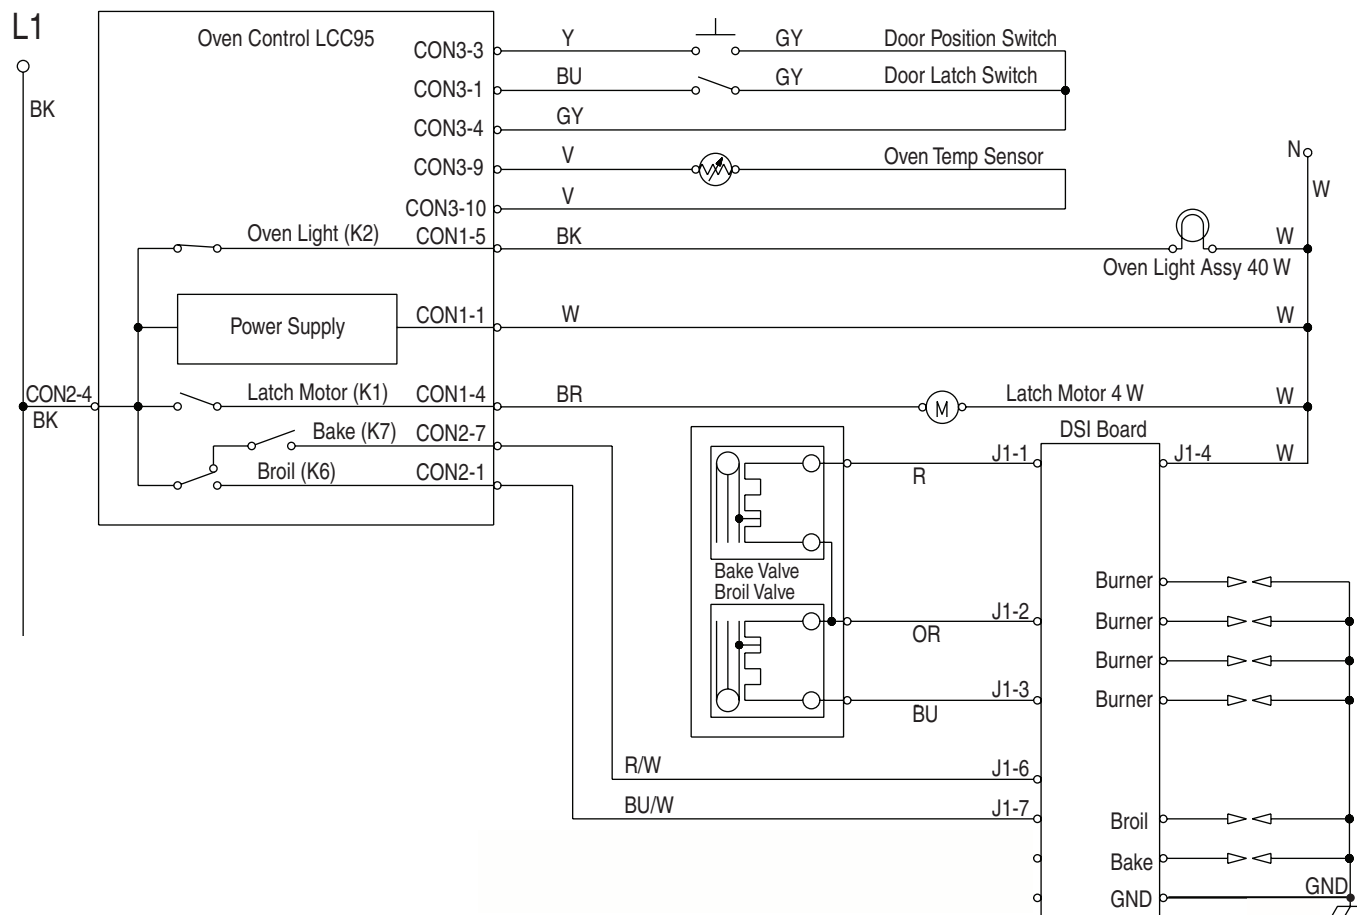 L1
Oven Control LCC95
BK
CON3-3
Y
GY
Door Position Switch
CON3-1
BU
GY
Door Latch Switch
CON3-4
GY
CON3-9
V
Oven Temp Sensor
N
W
CON3-10
V
Oven Light (K2)
CON1-5
BK
W
Oven Light Assy 40 W
Power Supply
CON1-1
W
W
CON2-4
BK
Latch Motor (K1)
CON1-4
BR
M
Latch Motor 4 W
W
Bake (K7)
CON2-7
DSI Board
Broil (K6)
CON2-1
J1-1
R
J1-4
W
Bake Valve
Broil Valve
Burner
J1-2
OR
Burner
Burner
J1-3
BU
Burner
R/W
J1-6
BU/W
J1-7
Broil
Bake
GND
GND